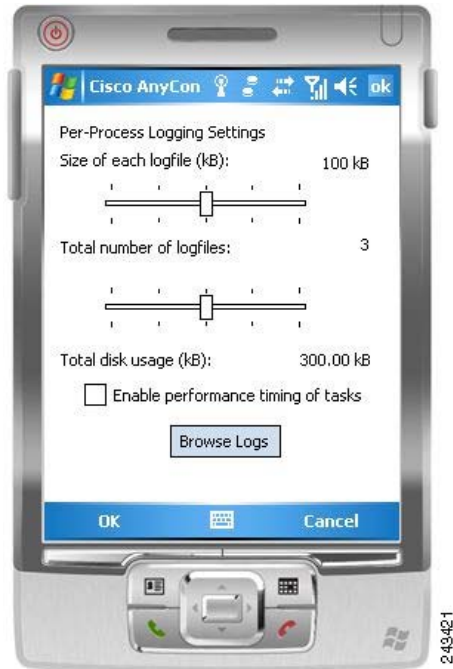 Cisco AnyCon
ok
Per-Process Logging Settings
Size of each logfile (kB): 100 kB
Total number of logfiles: 3
Total disk usage (kB): 300.00 kB
Enable performance timing of tasks
Browse Logs
OK Cancel
243421